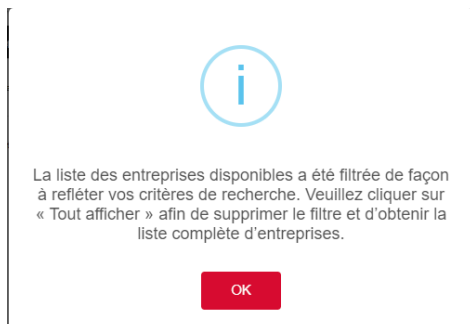 i
La liste des entreprises disponibles a été filtrée de façon
à refléter vos critères de recherche. Veuillez cliquer sur
« Tout afficher » afin de supprimer le filtre et d'obtenir la
liste complète d'entreprises.
OK